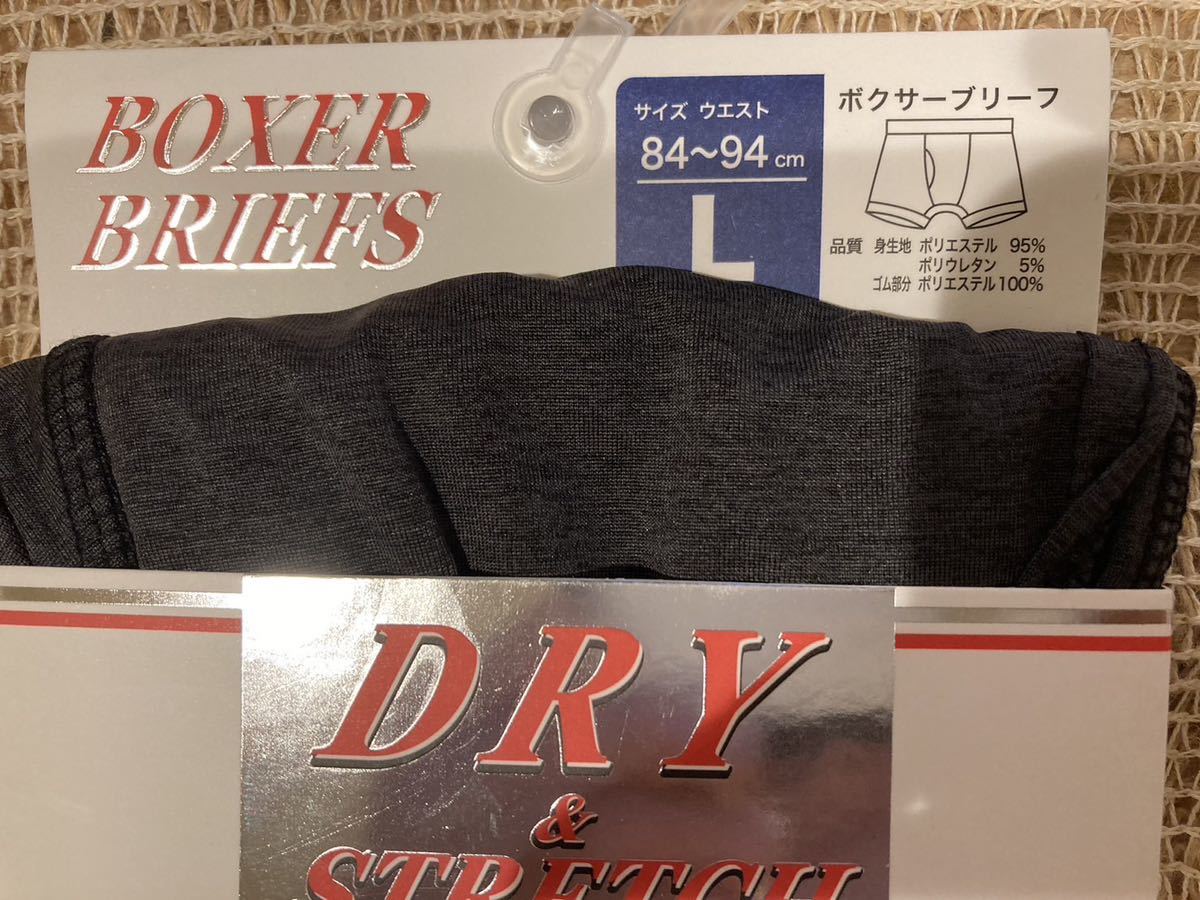 BOXER
BRIEFS
サイズ ウエスト
84〜94cm
L
ボクサーブリーフ
品質 身生地 ポリエステル 95%
ポリウレタン 5%
ゴム部分 ポリエステル100%
DRY
&
STRETCH